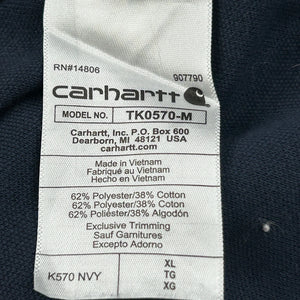 RN#14806
907790
carhartt
MODEL NO. TK0570-M
Carhartt, Inc. P.O. Box 600
Dearborn, MI 48121 USA
carhartt.com
Made in Vietnam
Fabriqué au Vietnam
Hecho en Vietnam
62% Polyester/38% Cotton
62% Polyester/38% Coton
62% Poliéster/38% Algodón
Exclusive Trimming
Sauf Garnitures
Excepto Adorno
K570 NVY
XL
TG
XG